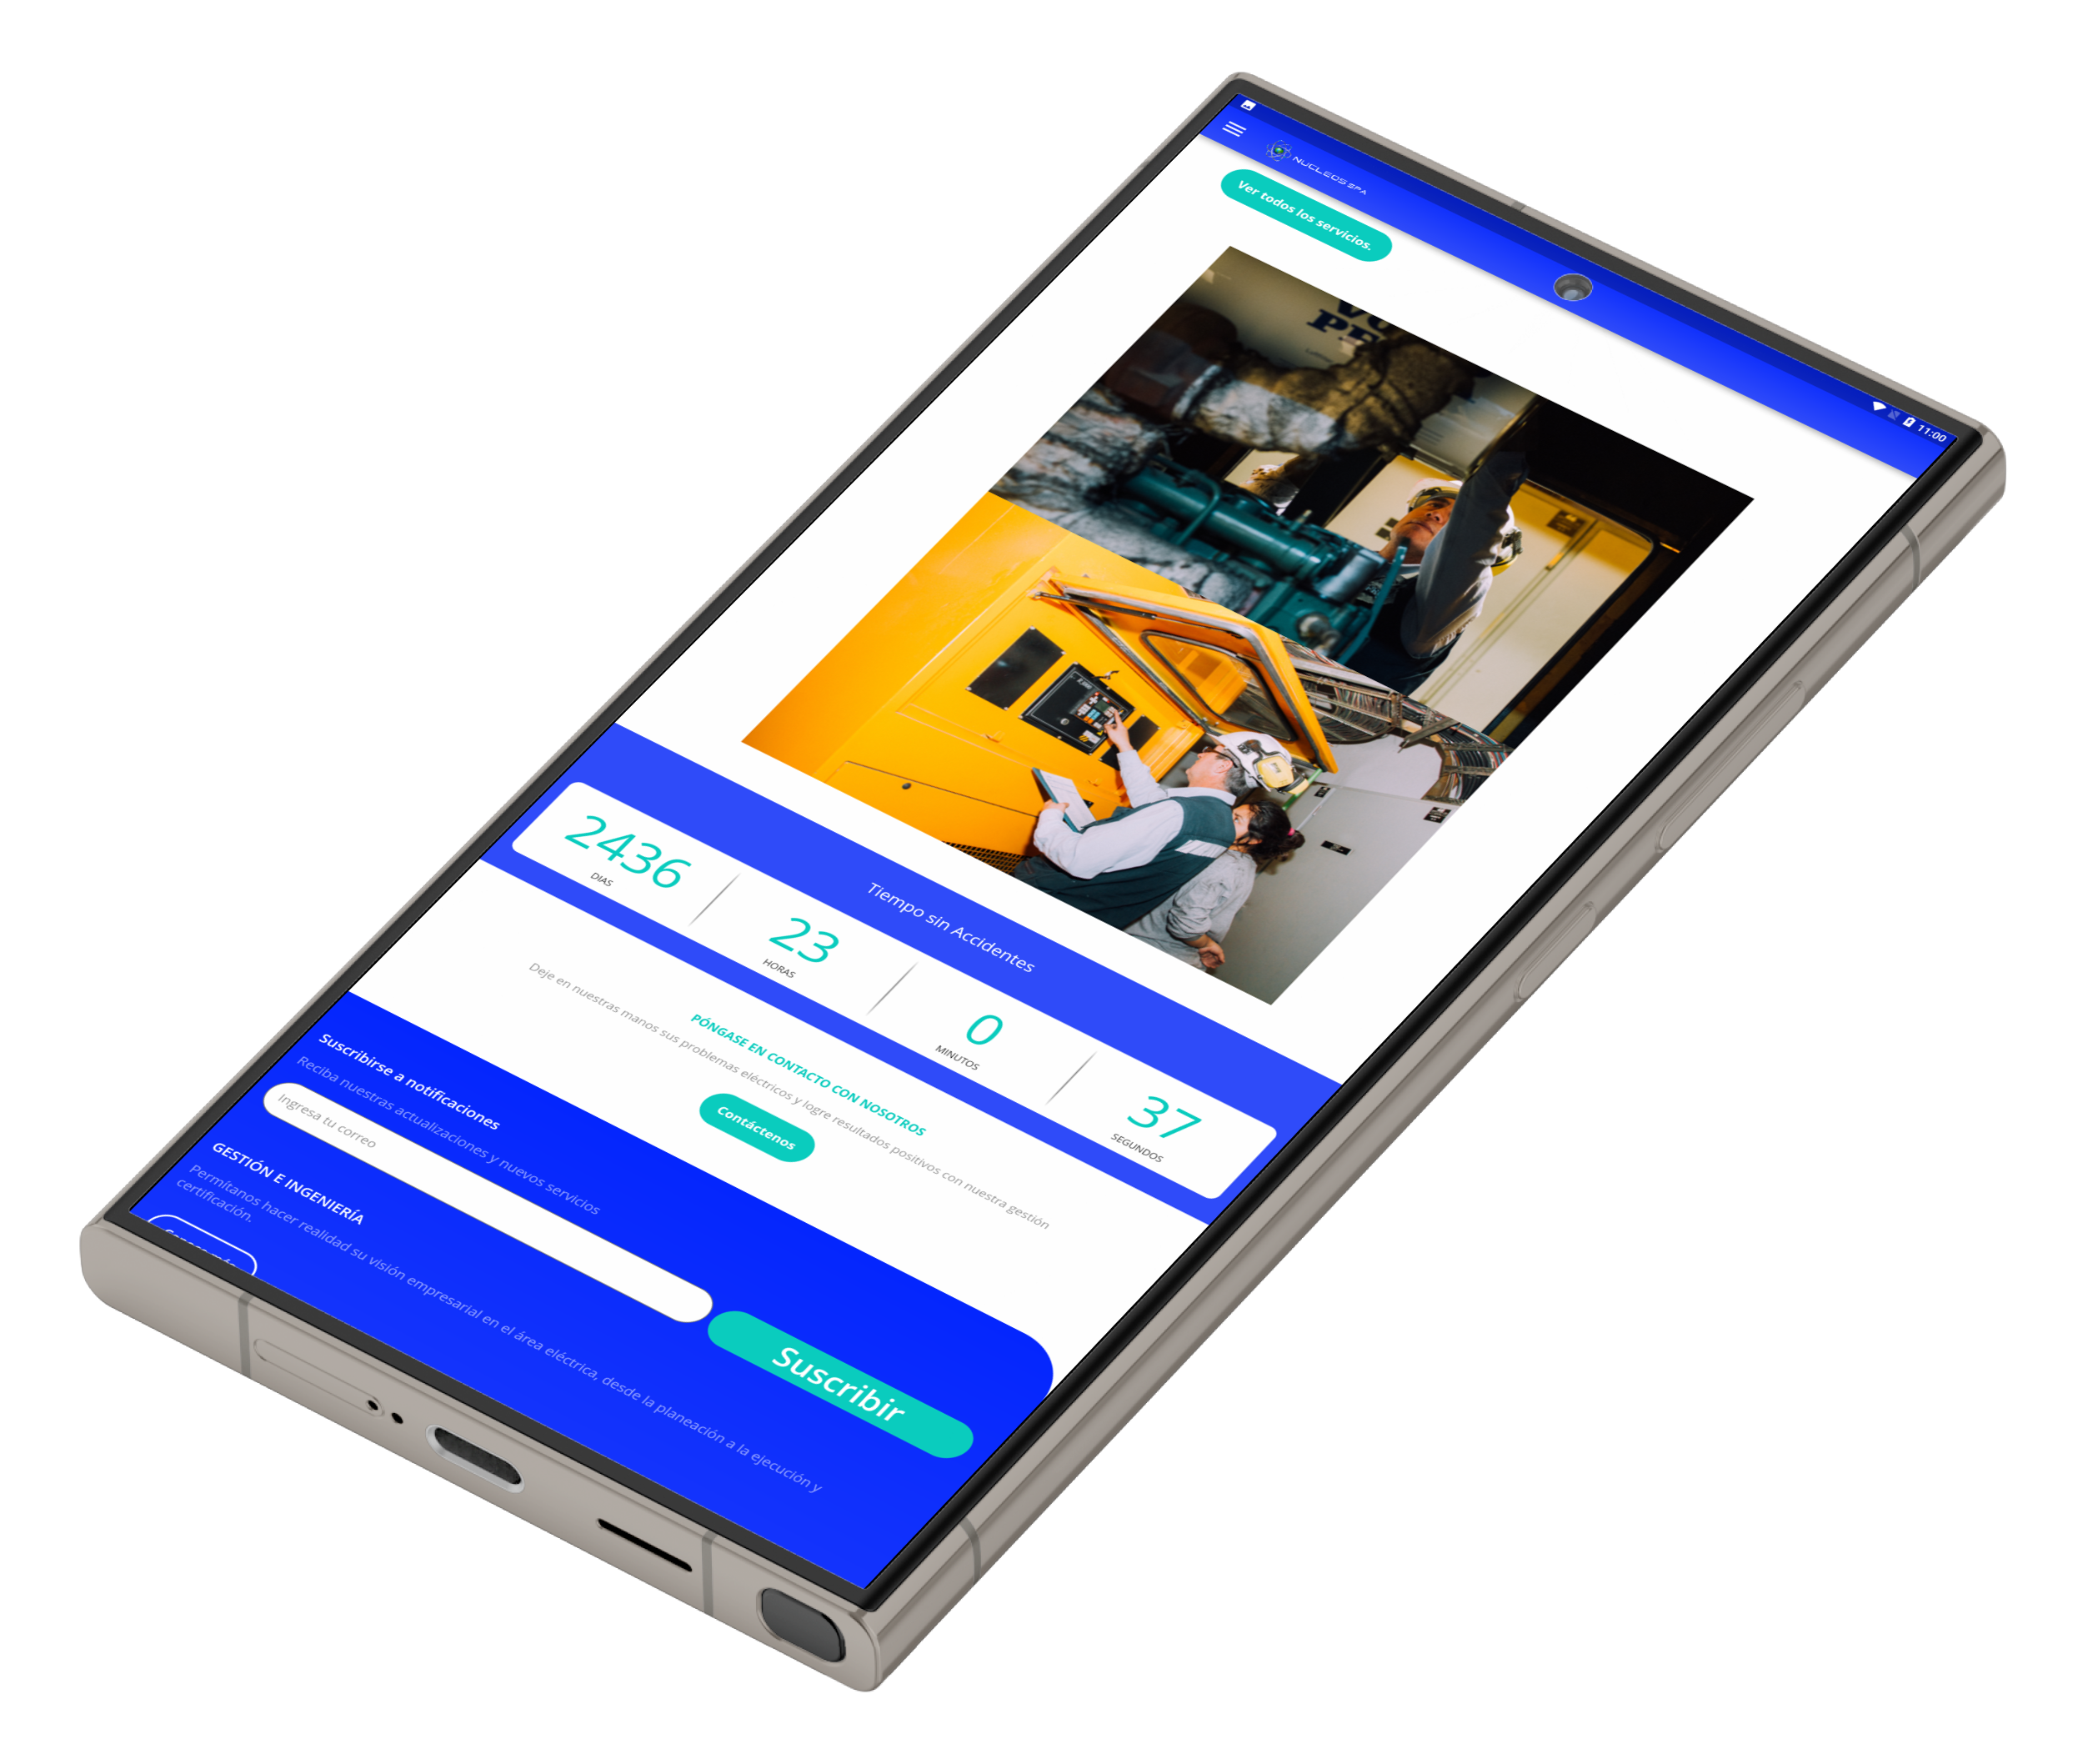 11:00
NUCLEOS SPA
Ver todos los servicios.
Tiempo sin Accidentes
2436
DIAS
23
HORAS
0
MINUTOS
37
SEGUNDOS
PÓNGASE EN CONTACTO CON NOSOTROS
Deje en nuestras manos sus problemas eléctricos y logre resultados positivos con nuestra gestión
Contáctenos
Suscribirse a notificaciones
Reciba nuestras actualizaciones y nuevos servicios
Ingresa tu correo
Suscribir
GESTIÓN E INGENIERÍA
Permítanos hacer realidad su visión empresarial en el área eléctrica, desde la planeación a la ejecución y
certificación.